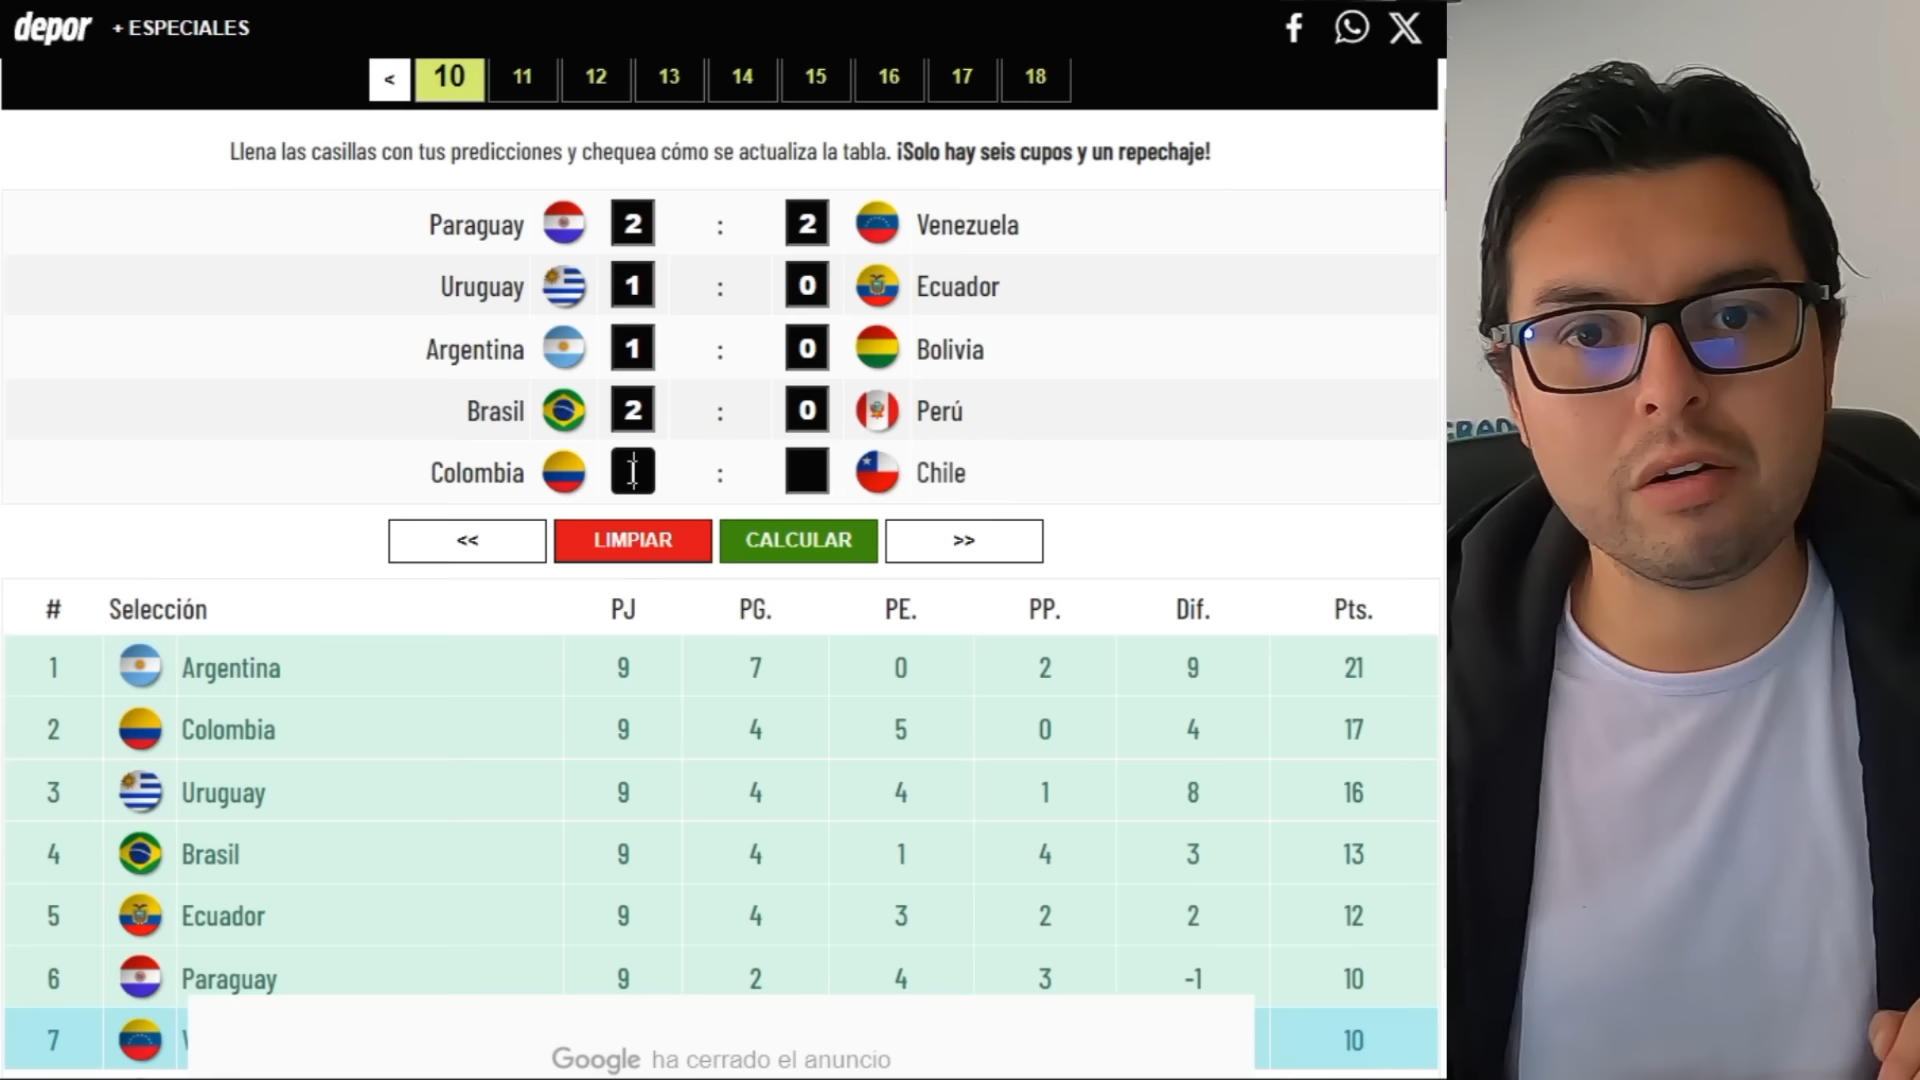 depor + ESPECIALES
< 10 11 12 13 14 15 16 17 18
Llena las casillas con tus predicciones y chequea cómo se actualiza la tabla. ¡Solo hay seis cupos y un repechaje!
Paraguay 2 : 2 Venezuela
Uruguay 1 : 0 Ecuador
Argentina 1 : 0 Bolivia
Brasil 2 : 0 Perú
Colombia : Chile
<< LIMPIAR CALCULAR >>
# Selección PJ PG. PE. PP. Dif. Pts.
1 Argentina 9 7 0 2 9 21
2 Colombia 9 4 5 0 4 17
3 Uruguay 9 4 4 1 8 16
4 Brasil 9 4 1 4 3 13
5 Ecuador 9 4 3 2 2 12
6 Paraguay 9 2 4 3 -1 10
7 10
Google ha cerrado el anuncio